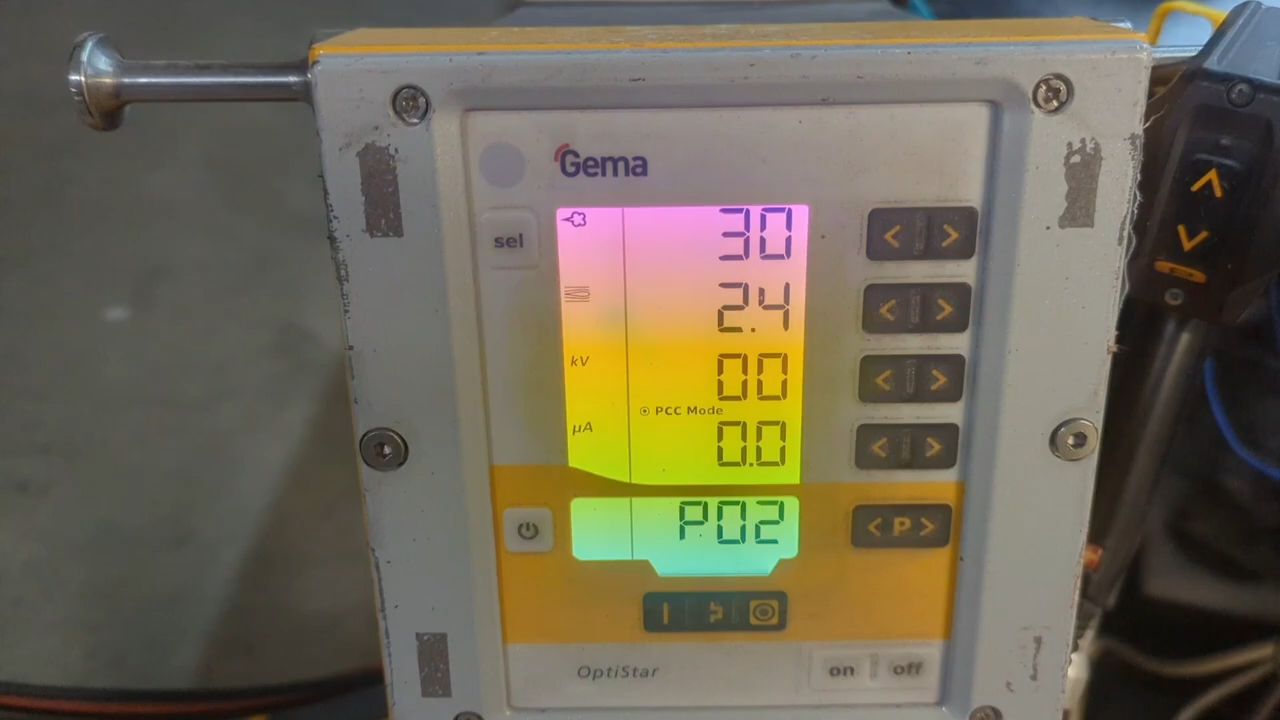 Gema
sel
30
2.4
kV
00
PCC Mode
µA
0.0
P02
< P >
OptiStar
on off